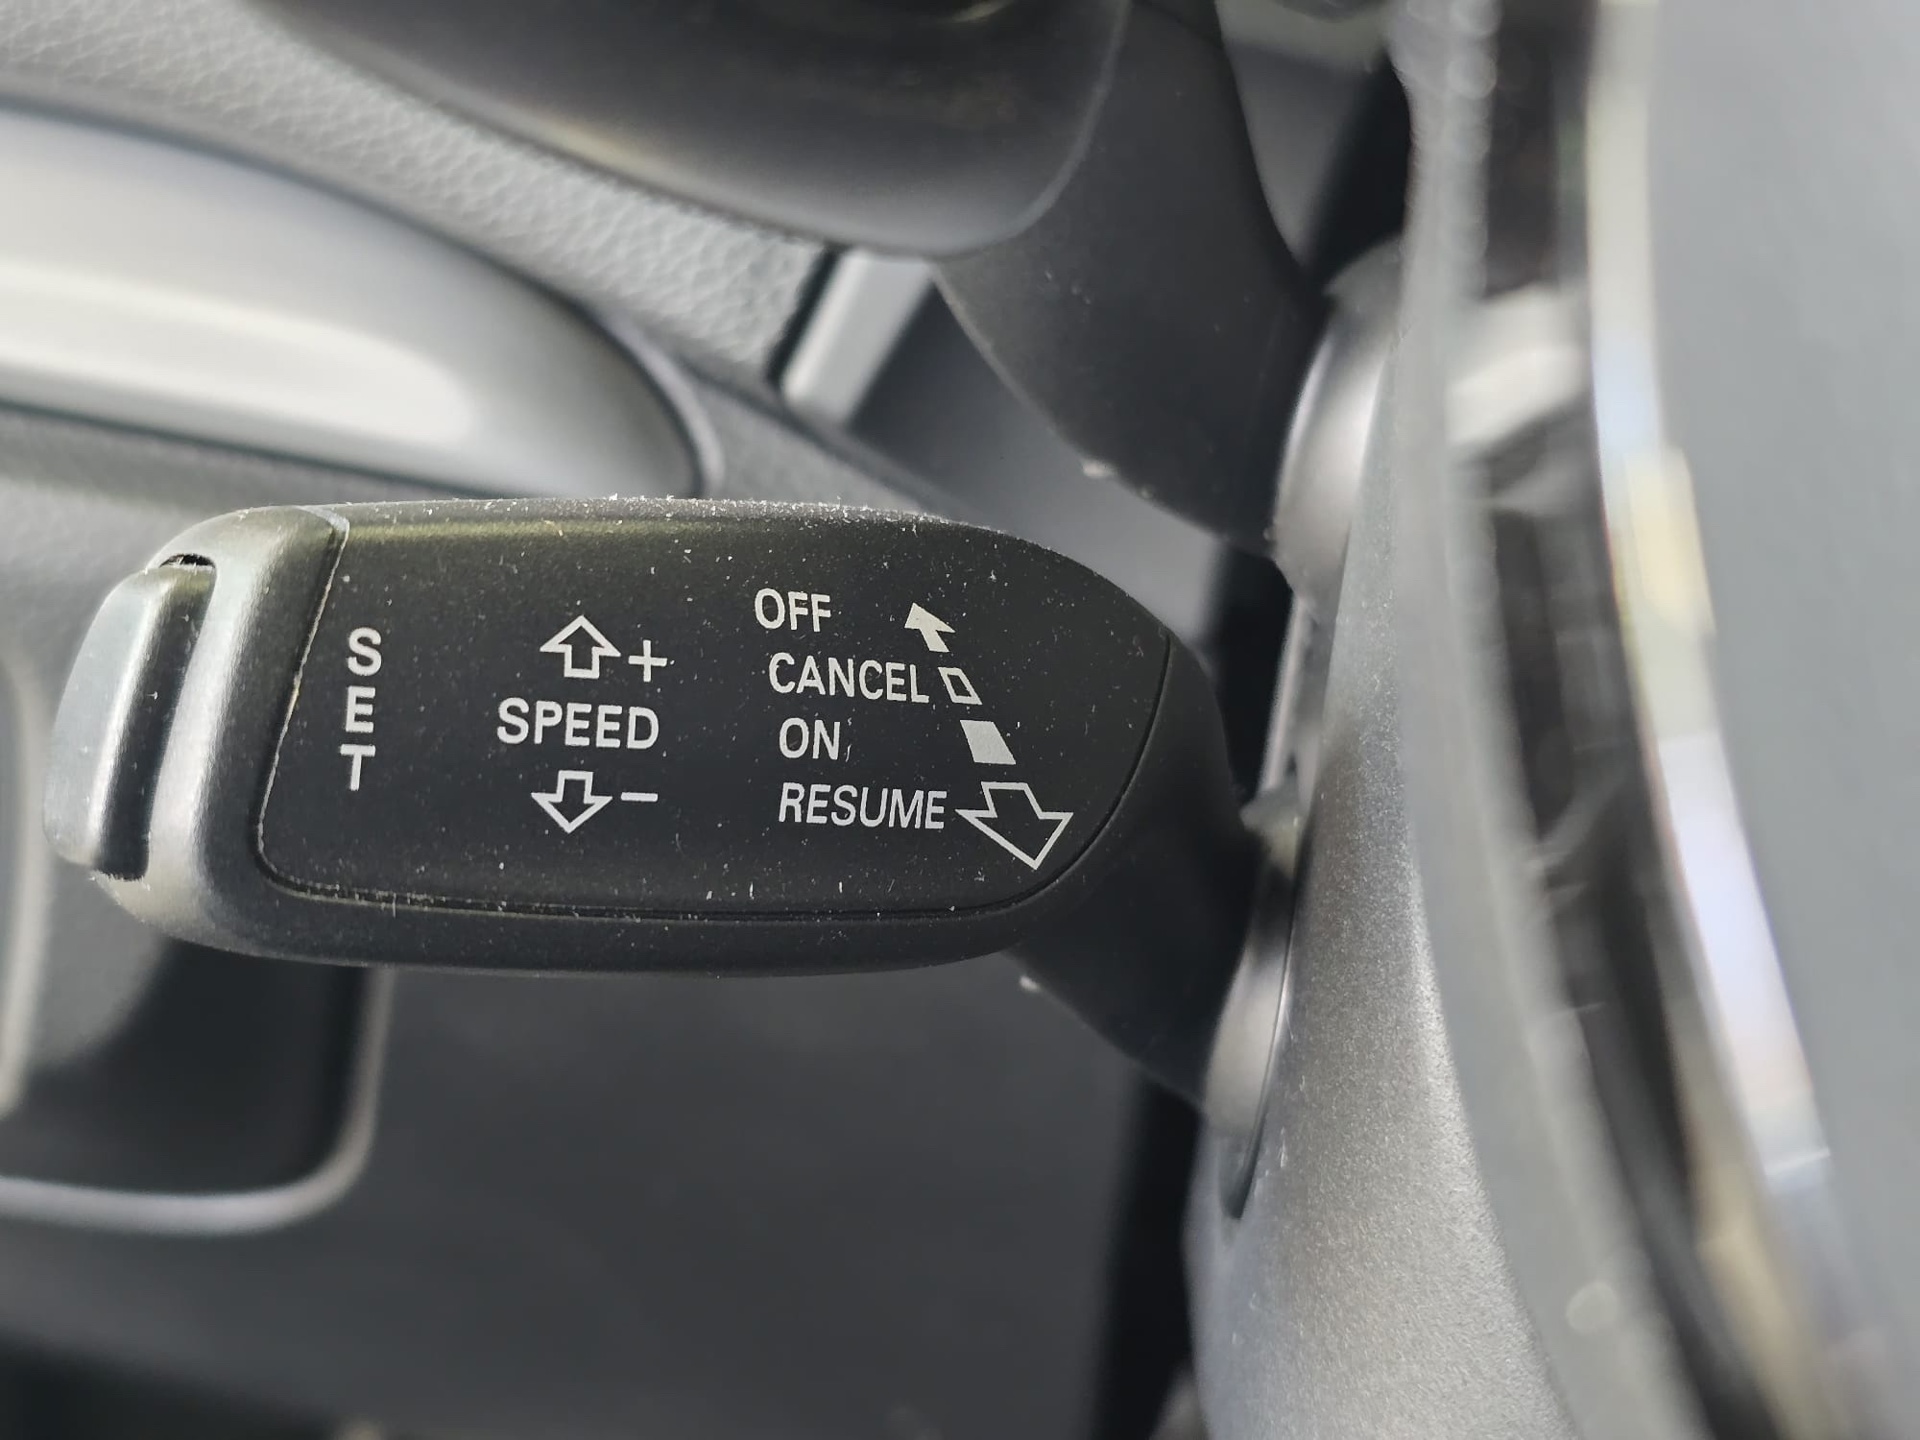 SET
+
SPEED
-
OFF
CANCEL
ON
RESUME